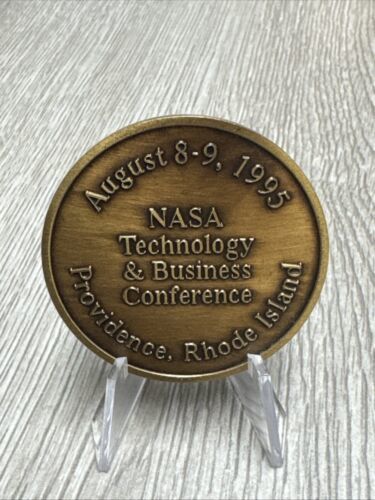 August 8-9, 1995
NASA
Technology
& Business
Conference
Providence, Rhode Island